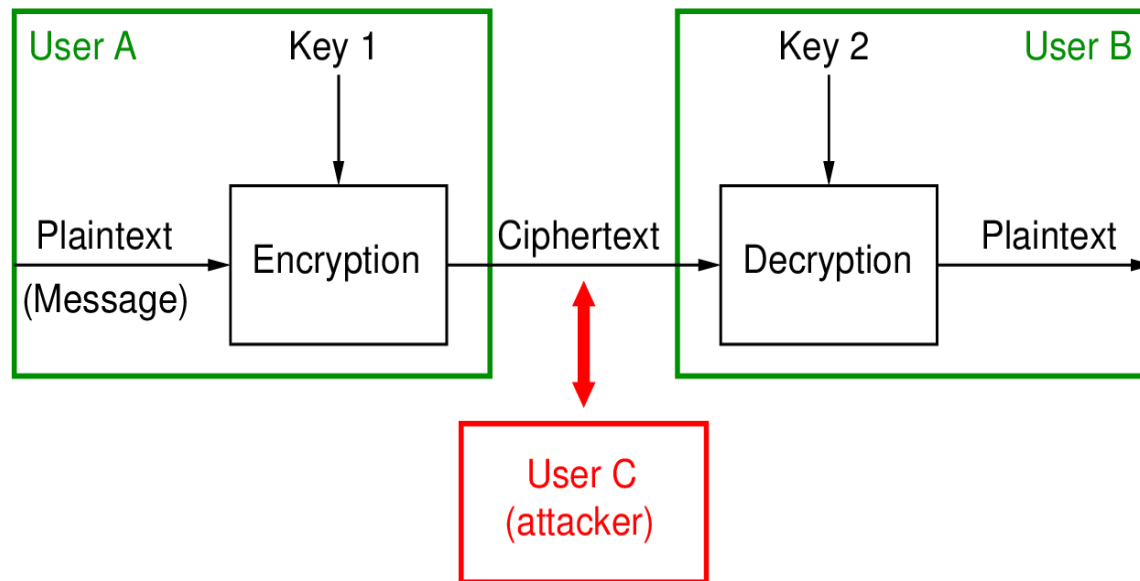 User A
Key 1
Key 2
User B
Plaintext
Encryption
Ciphertext
Decryption
Plaintext
(Message)
User C
(attacker)